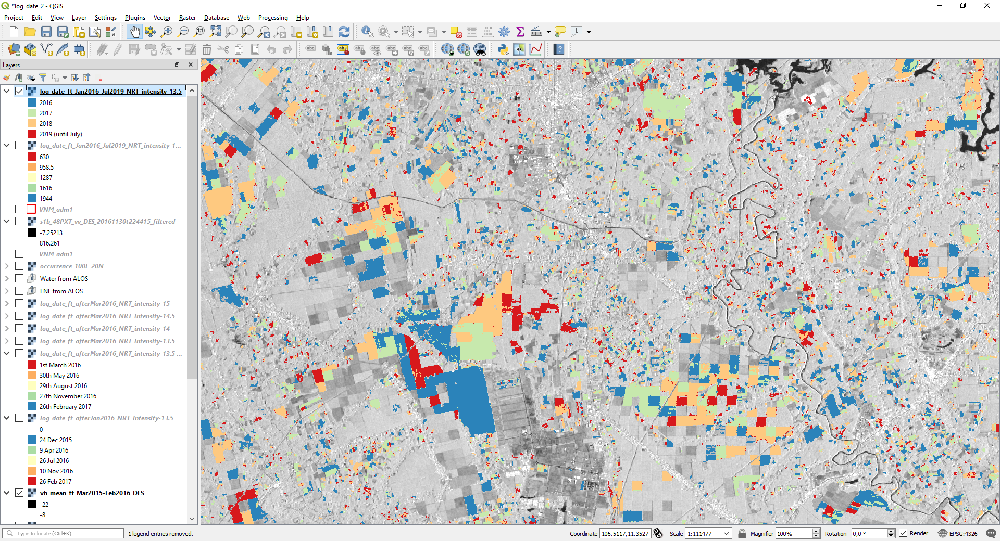 *log_date_2 - QGIS
Project Edit View Layer Settings Plugins Vector Raster Database Web Processing Help
Layers
log_date_ft_Jan2016_Jul2019_NRT_intensity-13.5
2016
2017
2018
2019 (until July)
log_date_ft_Jan2016_Jul2019_NRT_intensity-1...
630
958.5
1287
1616
1944
VNM_adm1
s1b_48PXT_vv_DES_20161130t224415_filtered
-7.25213
816.261
VNM_adm1
occurrence_100E_20N
Water from ALOS
FNF from ALOS
log_date_ft_afterMar2016_NRT_intensity-15
log_date_ft_afterMar2016_NRT_intensity-14.5
log_date_ft_afterMar2016_NRT_intensity-14
log_date_ft_afterMar2016_NRT_intensity-13.5
log_date_ft_afterMar2016_NRT_intensity-13.5 ...
1st March 2016
30th May 2016
29th August 2016
27th November 2016
26th February 2017
log_date_ft_afterJan2016_NRT_intensity-13.5
0
24 Dec 2015
9 Apr 2016
26 Jul 2016
10 Nov 2016
26 Feb 2017
vh_mean_ft_Mar2015-Feb2016_DES
-22
-8
Type to locate (Ctrl+K) 1 legend entries removed. Coordinate 106.5117,11.3527 Scale 1:111477 Magnifier 100% Rotation 0,0 ° Render EPSG:4326